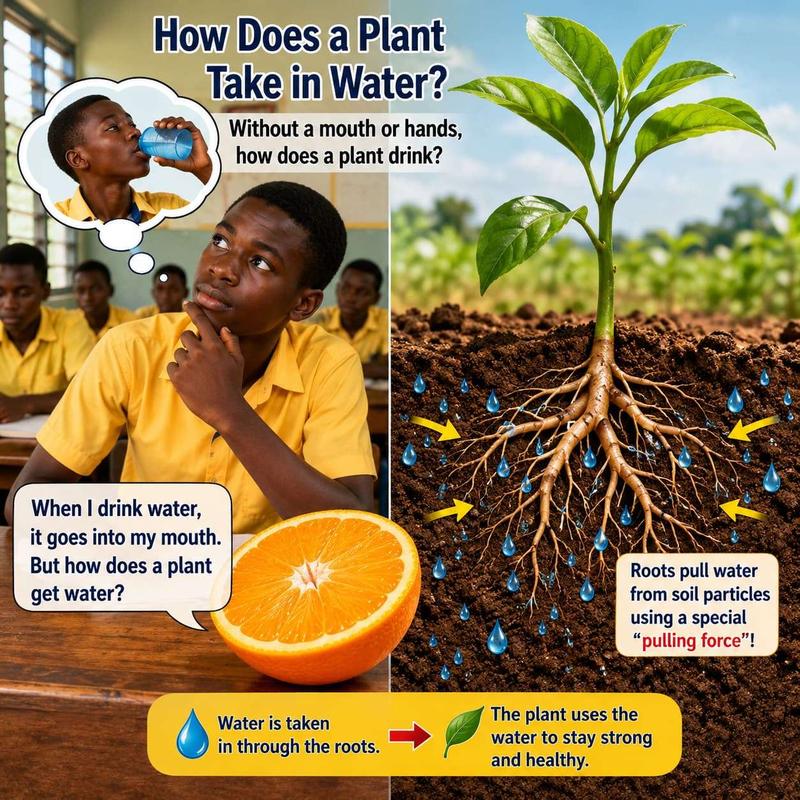 How Does a Plant
Take in Water?
Without a mouth or hands,
how does a plant drink?
When I drink water,
it goes into my mouth.
But how does a plant
get water?
Roots pull water
from soil particles
using a special
“pulling force”!
Water is taken
in through the roots.
The plant uses the
water to stay strong
and healthy.